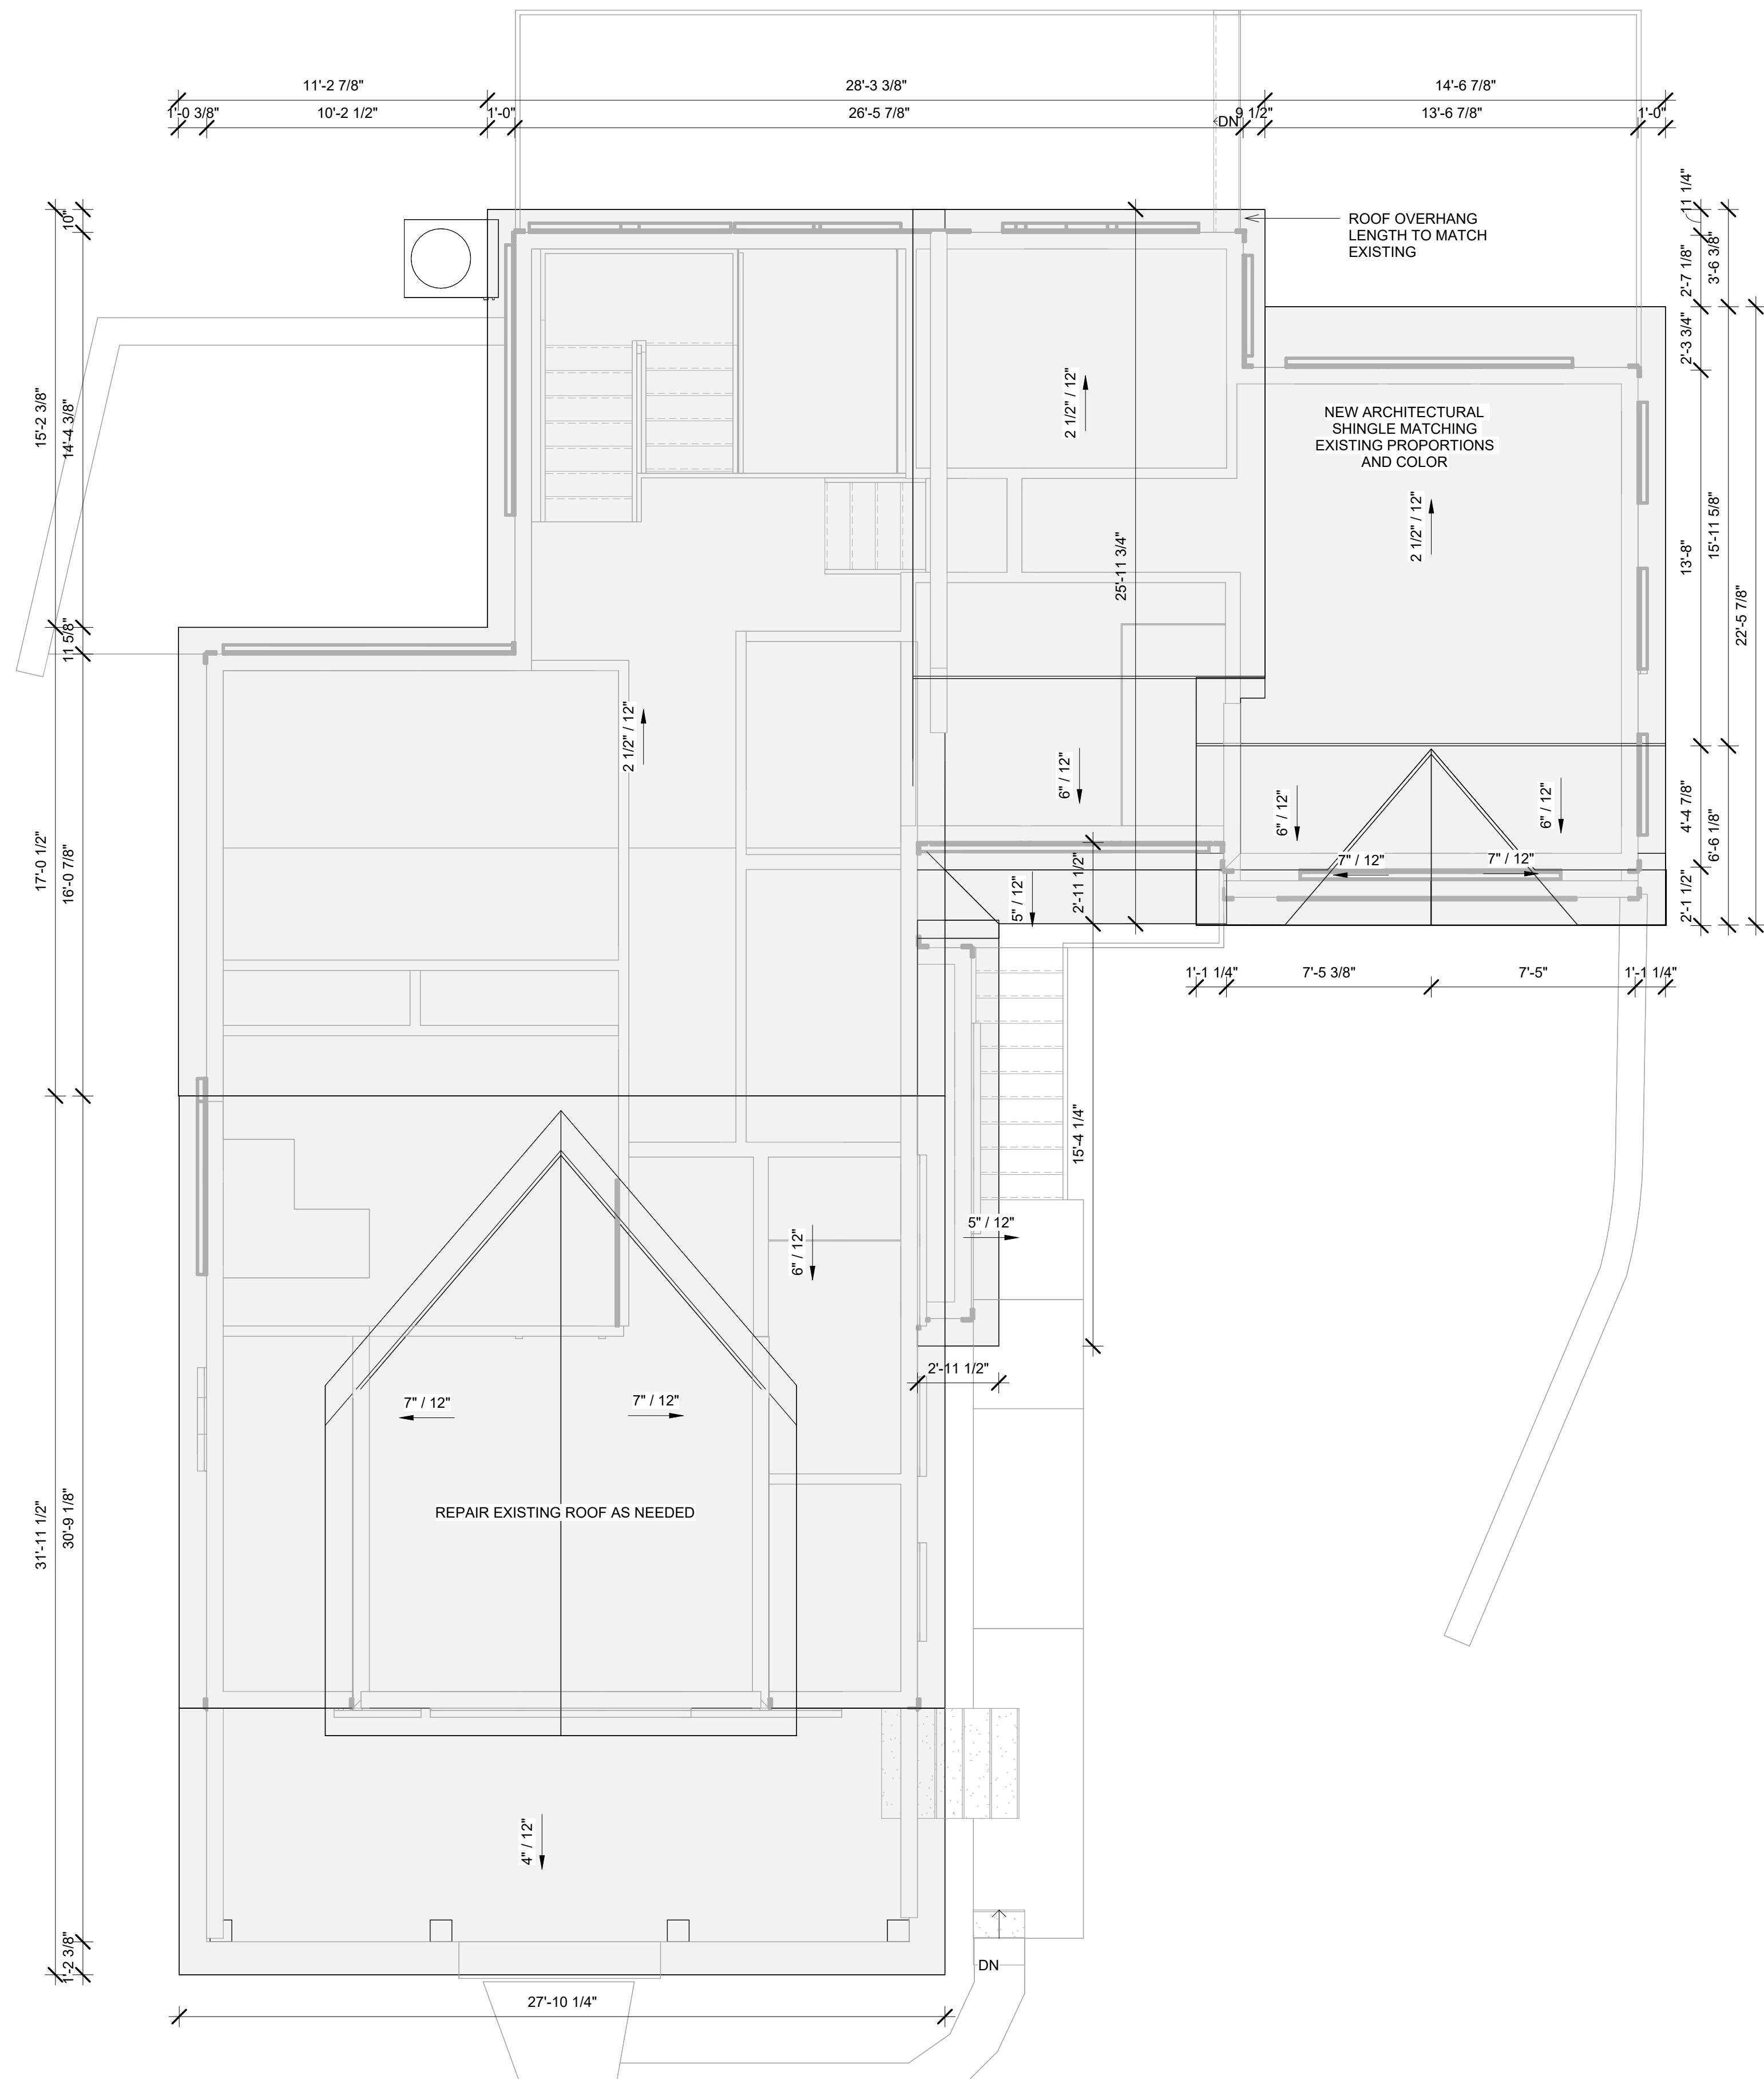 11'-2 7/8"
28'-3 3/8"
14'-6 7/8"
1'-0 3/8"
10'-2 1/2"
1'-0"
26'-5 7/8"
DN
9 1/2"
13'-6 7/8"
1'-0"
10"
15'-2 3/8"
14'-4 3/8"
11 5/8"
17'-0 1/2"
16'-0 7/8"
31'-11 1/2"
30'-9 1/8"
1'-2 3/8"
ROOF OVERHANG
LENGTH TO MATCH
EXISTING
11 1/4"
2'-7 1/8"
3'-6 3/8"
2'-3 3/4"
13'-8"
15'-11 5/8"
22'-5 7/8"
4'-4 7/8"
6'-6 1/8"
2'-1 1/2"
2 1/2" / 12"
NEW ARCHITECTURAL
SHINGLE MATCHING
EXISTING PROPORTIONS
AND COLOR
2 1/2" / 12"
25'-11 3/4"
2 1/2" / 12"
6" / 12"
6" / 12"
6" / 12"
7" / 12"
7" / 12"
5" / 12"
2'-11 1/2"
1'-1 1/4"
7'-5 3/8"
7'-5"
1'-1 1/4"
15'-4 1/4"
5" / 12"
6" / 12"
2'-11 1/2"
7" / 12"
7" / 12"
REPAIR EXISTING ROOF AS NEEDED
4" / 12"
DN
27'-10 1/4"